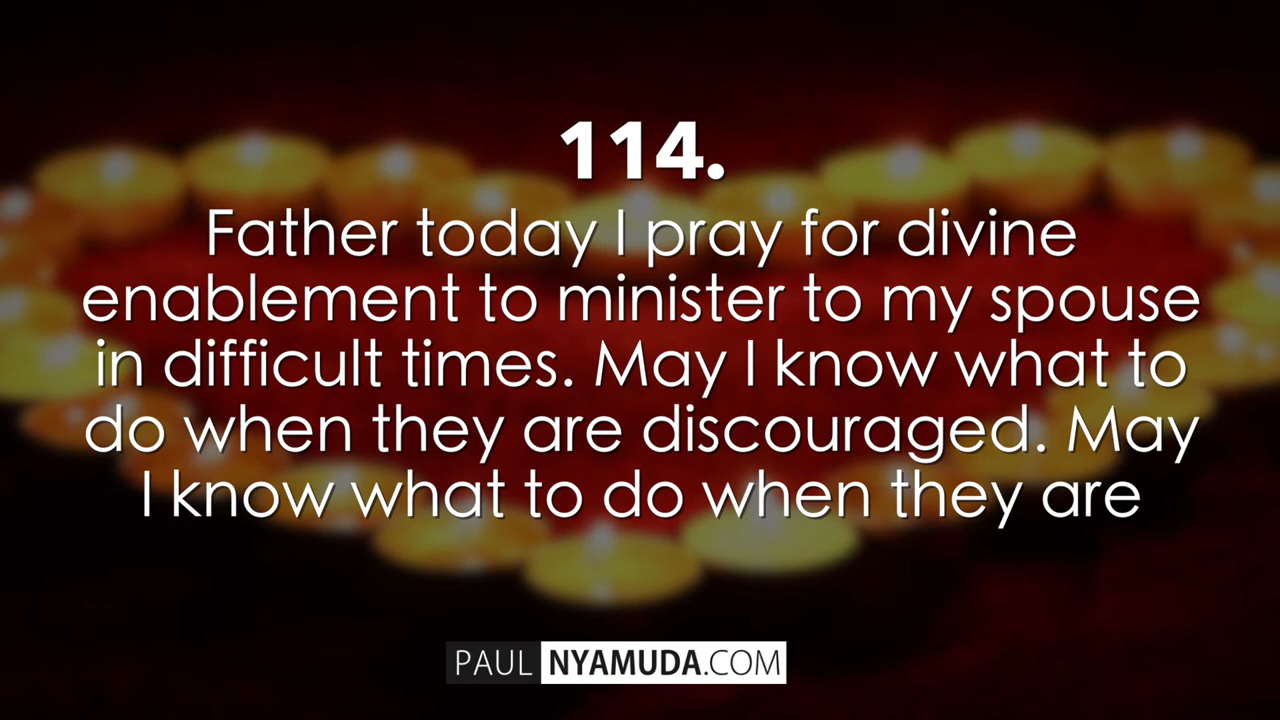 114.
Father today I pray for divine
enablement to minister to my spouse
in difficult times. May I know what to
do when they are discouraged. May
I know what to do when they are
PAUL NYAMUDA.COM